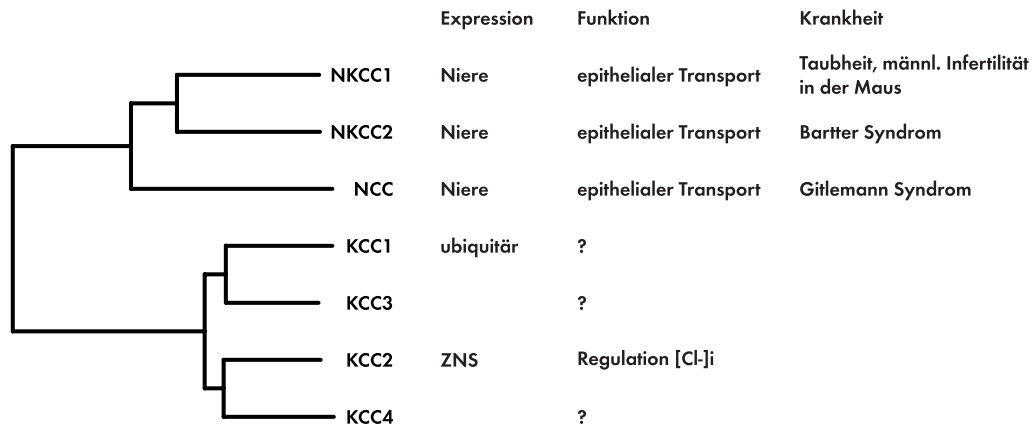 Expression Funktion Krankheit
NKCC1 Niere epithelialer Transport Taubheit, männl. Infertilität
in der Maus
NKCC2 Niere epithelialer Transport Bartter Syndrom
NCC Niere epithelialer Transport Gitlemann Syndrom
KCC1 ubiquitär ?
KCC3 ?
KCC2 ZNS Regulation [Cl-]i
KCC4 ?